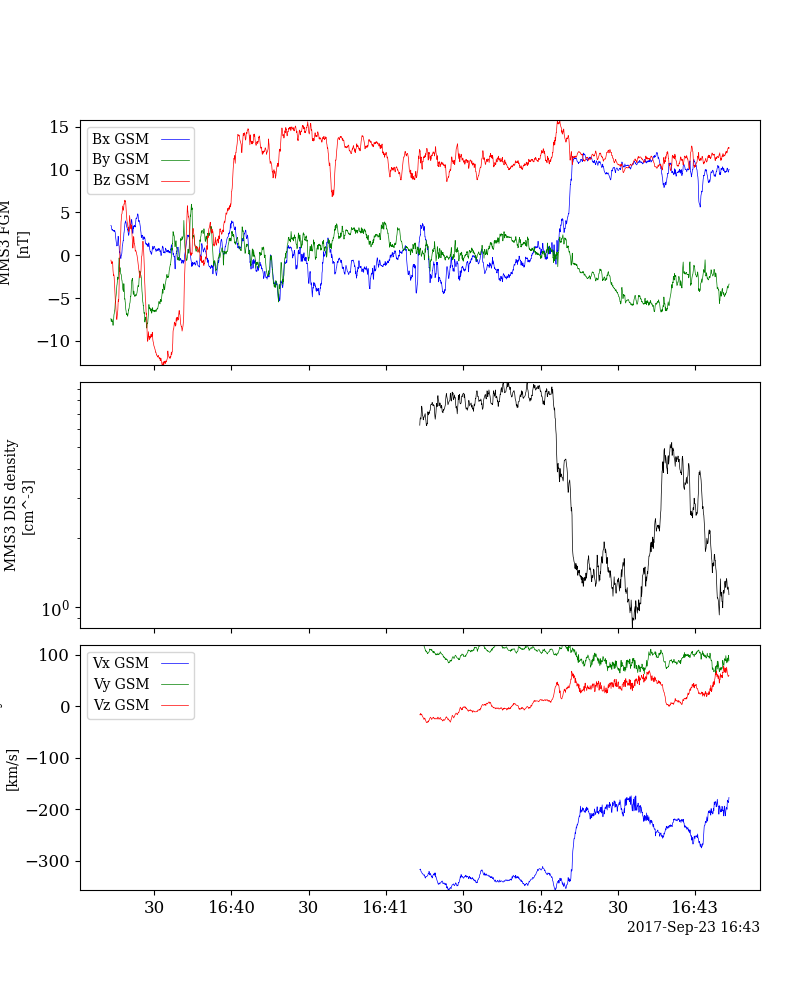 15
10
5
0
−5
−10
MMS3 FGM
[nT]
Bx GSM
By GSM
Bz GSM
10⁰
MMS3 DIS density
[cm^-3]
100
0
−100
−200
−300
[km/s]
Vx GSM
Vy GSM
Vz GSM
30 16:40 30 16:41 30 16:42 30 16:43
2017-Sep-23 16:43